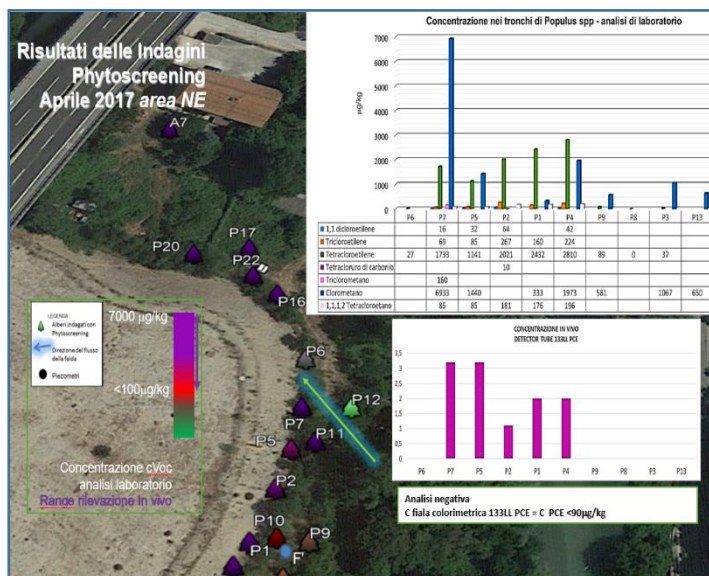 Risultati delle Indagini
Phytoscreening
Aprile 2017 area NE
Concentrazione nei tronchi di Populus spp - analisi di laboratorio
µg/kg
7000
6000
5000
4000
3000
2000
1000
0
P6 P7 P5 P2 P1 P4 P9 P8 P3 P13
1,1 dicloroetilene 16 32 64 42
Tricloroetilene 69 85 267 160 224
Tetracloroetilene 27 1733 1141 2021 2432 2810 89 0 37
Tetracloruro di carbonio 10
Triclorometano 160
Clorometano 6933 1440 333 1973 581 1067 650
1,1,1,2 Tetracloroetano 85 85 181 176 196
A7
P20
P17
P22
P16
P6
P12
P7
P11
P5
P2
P10
P9
P1
F'
LEGENDA
Alberi indagati con
Phytoscreening
Direzione del flusso
della falda
Piezometri
7000 µg/kg
<100µg/kg
Concentrazione cVoc
analisi laboratorio
Range rilevazione in vivo
CONCENTRAZIONE IN VIVO
DETECTOR TUBE 133LL PCE
3,5
3
2,5
2
1,5
1
0,5
0
P6 P7 P5 P2 P1 P4 P9 P8 P3 P13
Analisi negativa
C fiala colorimetrica 133LL PCE = C PCE <90µg/kg